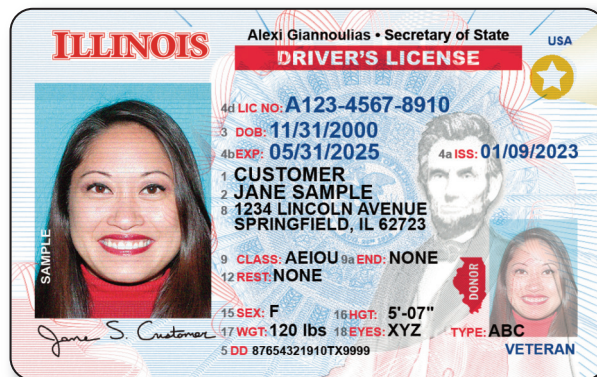 ILLINOIS
Alexi Giannoulias • Secretary of State
USA
DRIVER'S LICENSE
4d LIC NO: A123-4567-8910
3 DOB: 11/31/2000
4b EXP: 05/31/2025 4a ISS: 01/09/2023
1 CUSTOMER
2 JANE SAMPLE
8 1234 LINCOLN AVENUE
SPRINGFIELD, IL 62723
9 CLASS: AEIOU 9a END: NONE
12 REST: NONE
DONOR
SAMPLE
15 SEX: F 16 HGT: 5'-07"
17 WGT: 120 lbs 18 EYES: XYZ TYPE: ABC
5 DD 87654321910TX9999
VETERAN
Jane S. Customer